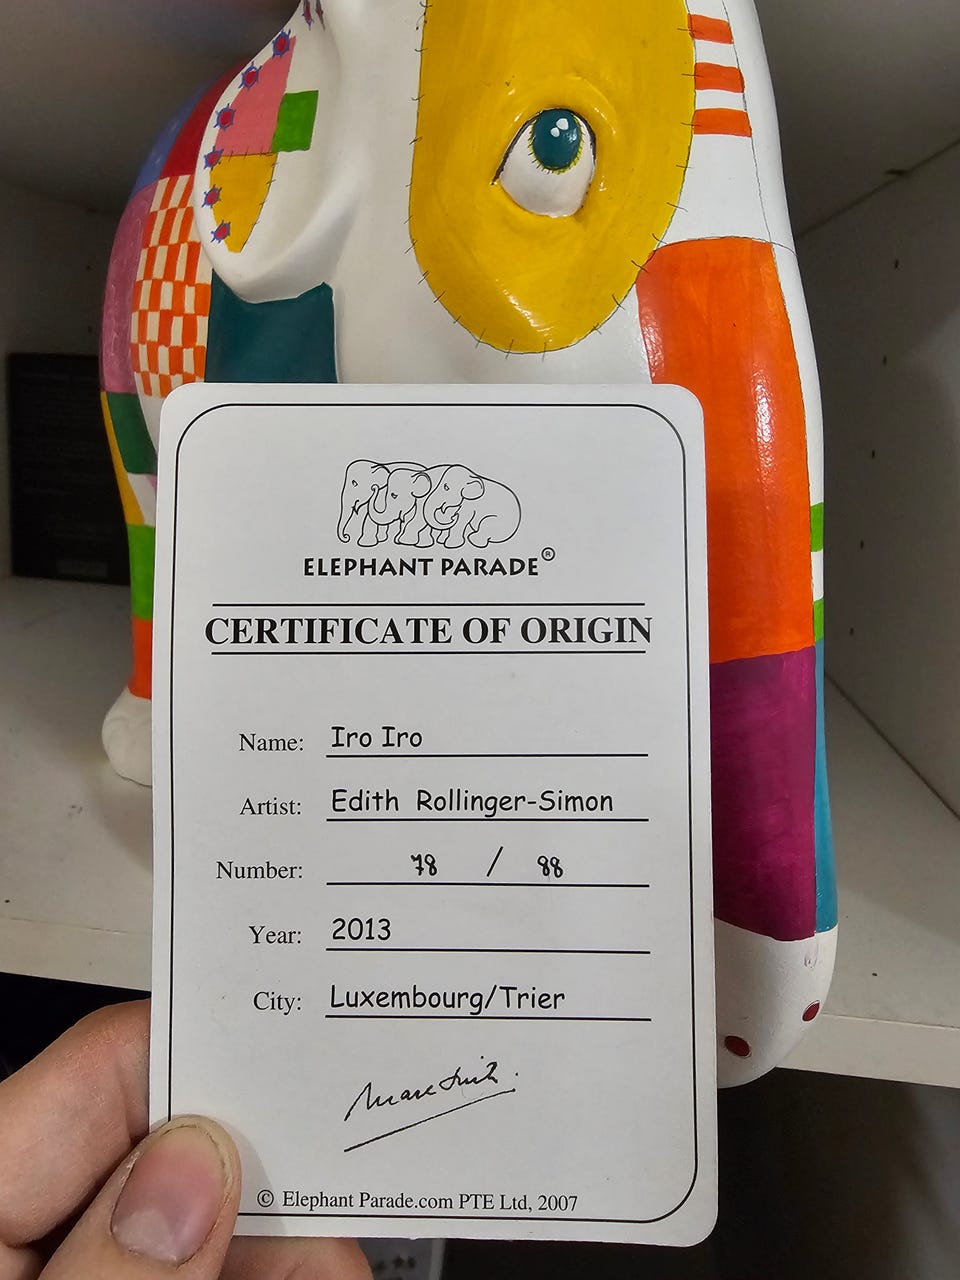 ELEPHANT PARADE®
CERTIFICATE OF ORIGIN
Name: Iro Iro
Artist: Edith Rollinger-Simon
Number: 78 / 88
Year: 2013
City: Luxembourg/Trier
© Elephant Parade.com PTE Ltd, 2007